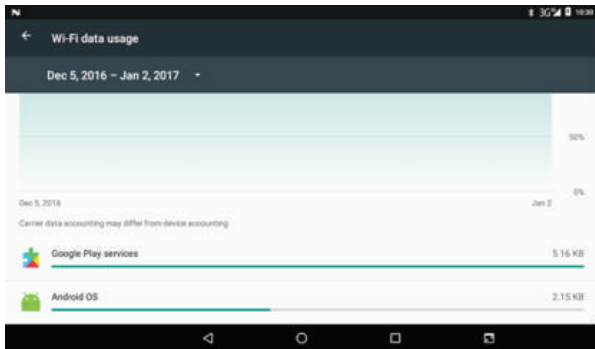 N 3G 10:30
Wi-Fi data usage
Dec 5, 2016 – Jan 2, 2017
50%
0%
Dec 5, 2016 Jan 2
Carrier data accounting may differ from device accounting
Google Play services 5.16 KB
Android OS 2.15 KB